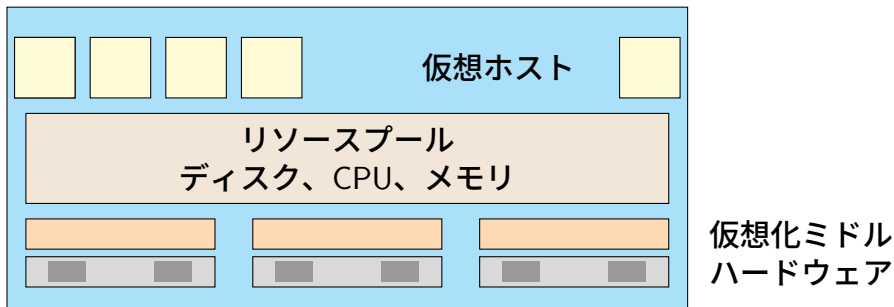 仮想ホスト
リソースプール
ディスク、CPU、メモリ
仮想化ミドル
ハードウェア